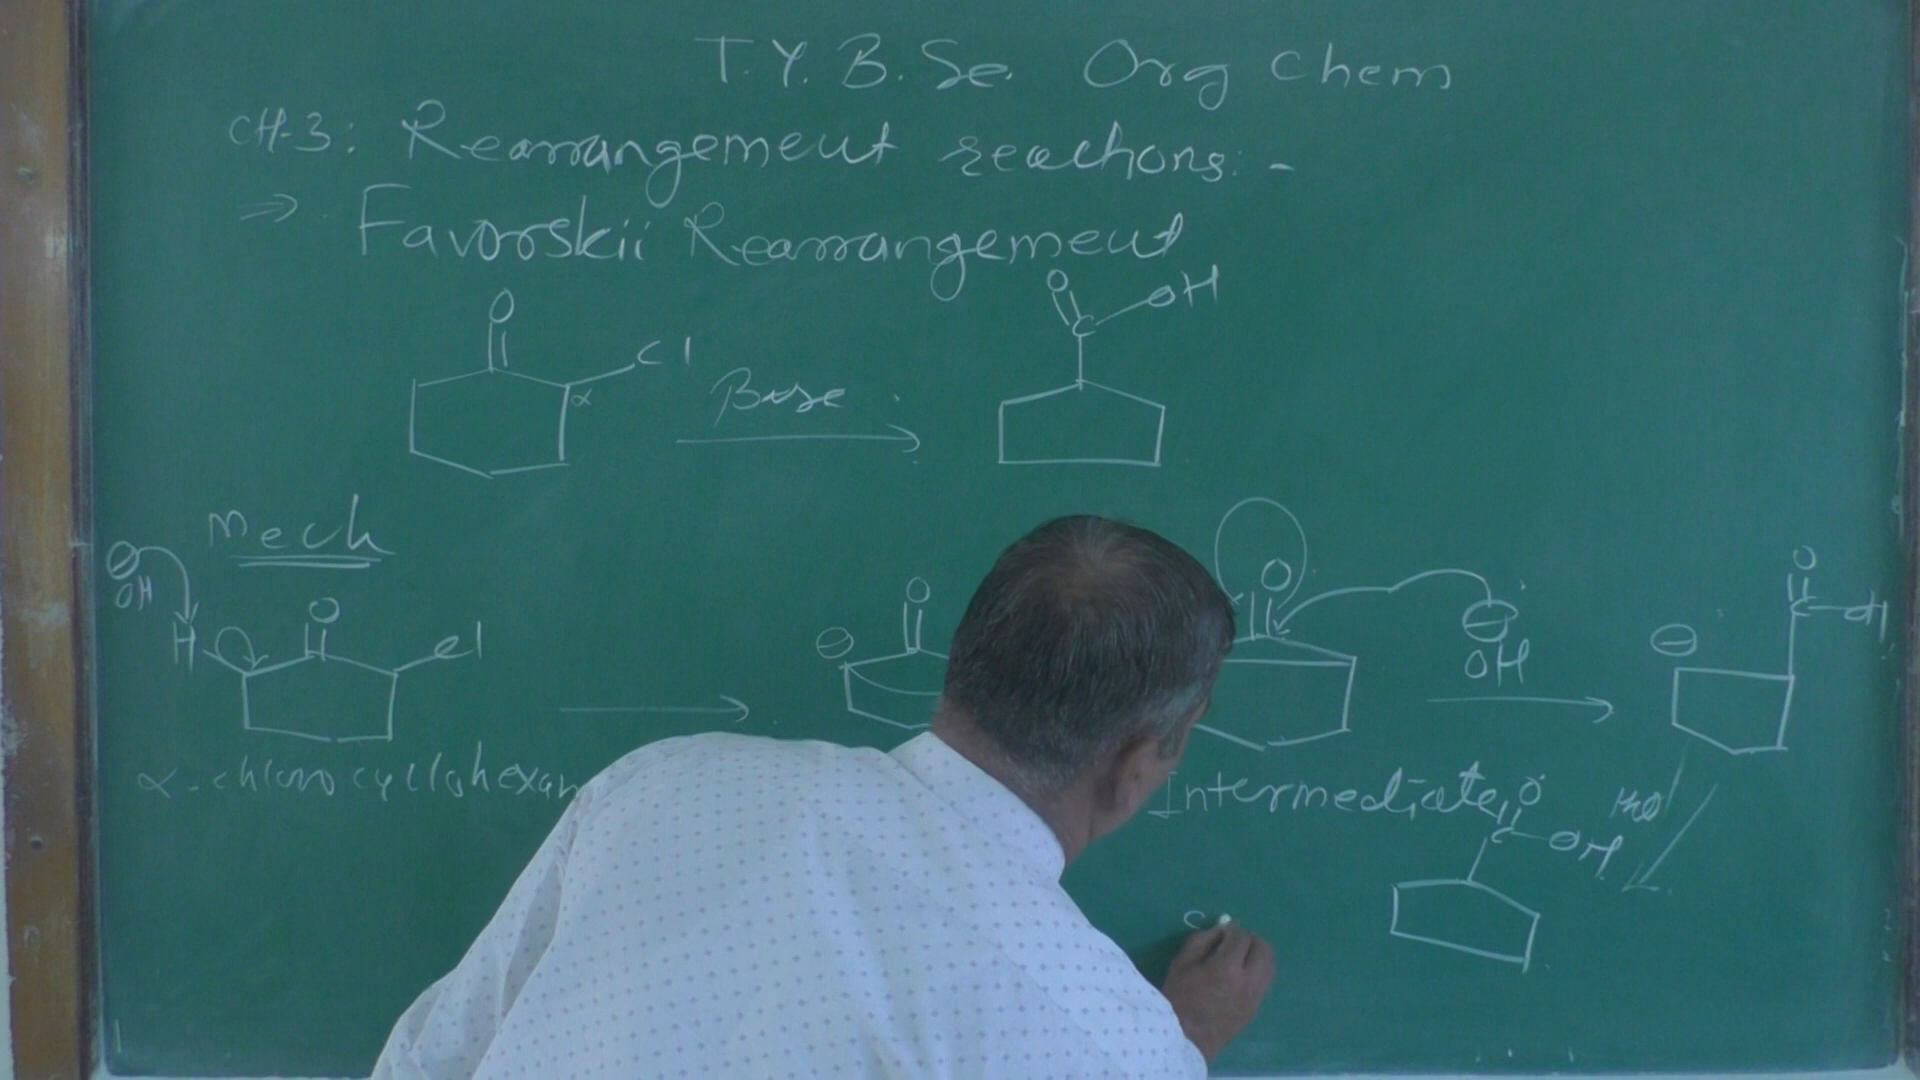 T.Y. B.Sc. Org Chem
CH-3: Rearrangement reactions: -
⇒ Favorskii Rearrangement
O
Cl
α
Base
O
C
OH
Mech
⊖
OH
H
O
Cl
α-chlorocyclohexan
⊖
O
O
⊖
OH
Intermediate
⊖
O
C
OH
H2O
O
C
OH
C